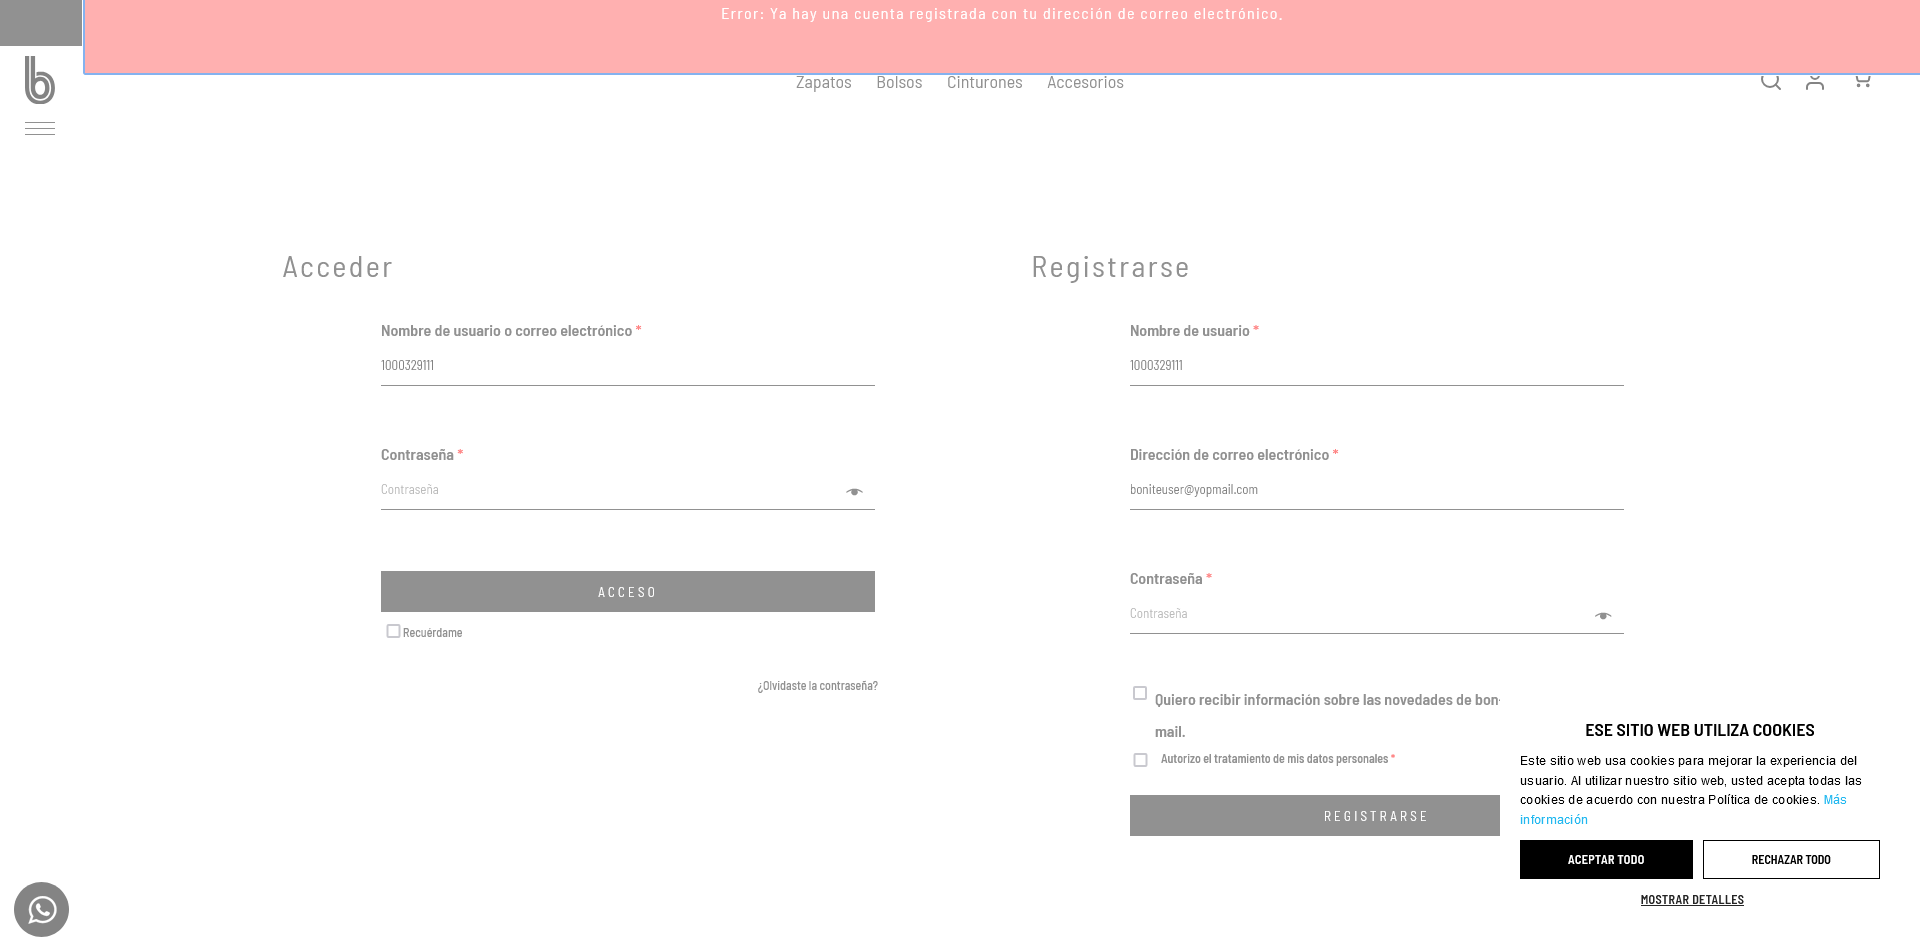 Error: Ya hay una cuenta registrada con tu dirección de correo electrónico.
b
Zapatos Bolsos Cinturones Accesorios
Acceder
Nombre de usuario o correo electrónico *
1000329111
Contraseña *
Contraseña
ACCESO
Recuérdame
¿Olvidaste la contraseña?
Registrarse
Nombre de usuario *
1000329111
Dirección de correo electrónico *
boniteuser@yopmail.com
Contraseña *
Contraseña
Quiero recibir información sobre las novedades de bon
mail.
Autorizo el tratamiento de mis datos personales *
REGISTRARSE
ESE SITIO WEB UTILIZA COOKIES
Este sitio web usa cookies para mejorar la experiencia del
usuario. Al utilizar nuestro sitio web, usted acepta todas las
cookies de acuerdo con nuestra Política de cookies. Más
información
ACEPTAR TODO
RECHAZAR TODO
MOSTRAR DETALLES